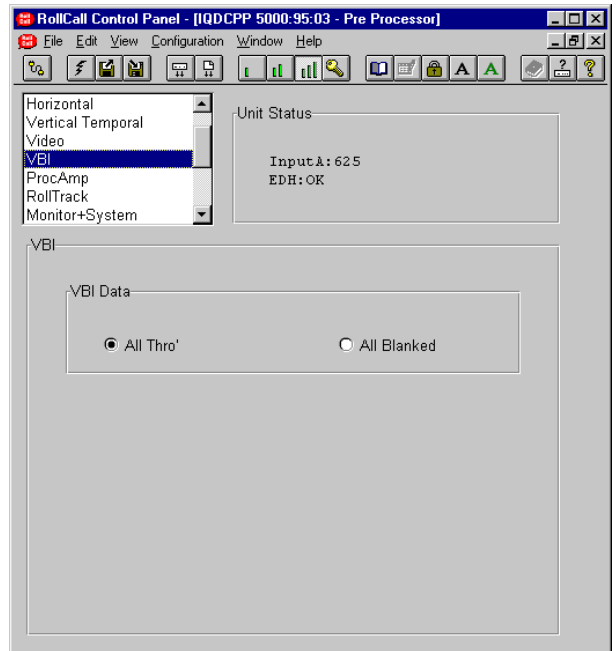 RollCall Control Panel - [IQDCPP 5000:95:03 - Pre Processor]
File Edit View Configuration Window Help
A A
Horizontal
Vertical Temporal
Video
VBI
ProcAmp
RollTrack
Monitor+System
Unit Status
InputA:625
EDH:OK
VBI
VBI Data
All Thro'
All Blanked